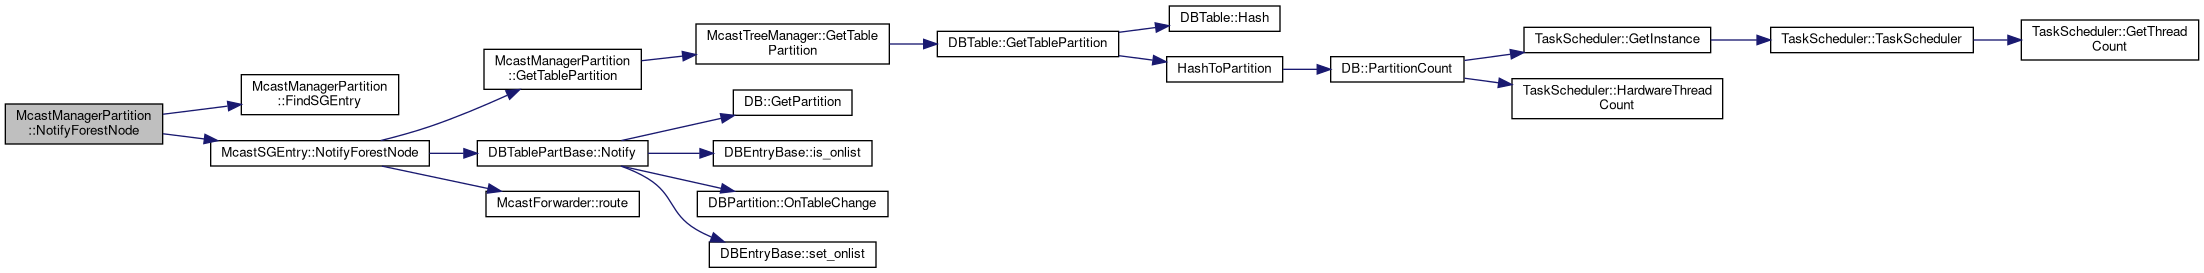 McastManagerPartition
::NotifyForestNode
McastManagerPartition
::FindSGEntry
McastSGEntry::NotifyForestNode
McastManagerPartition
::GetTablePartition
McastTreeManager::GetTable
Partition
DBTable::GetTablePartition
DBTable::Hash
HashToPartition
DB::PartitionCount
TaskScheduler::GetInstance
TaskScheduler::TaskScheduler
TaskScheduler::GetThread
Count
TaskScheduler::HardwareThread
Count
DBTablePartBase::Notify
DB::GetPartition
DBEntryBase::is_onlist
DBPartition::OnTableChange
DBEntryBase::set_onlist
McastForwarder::route